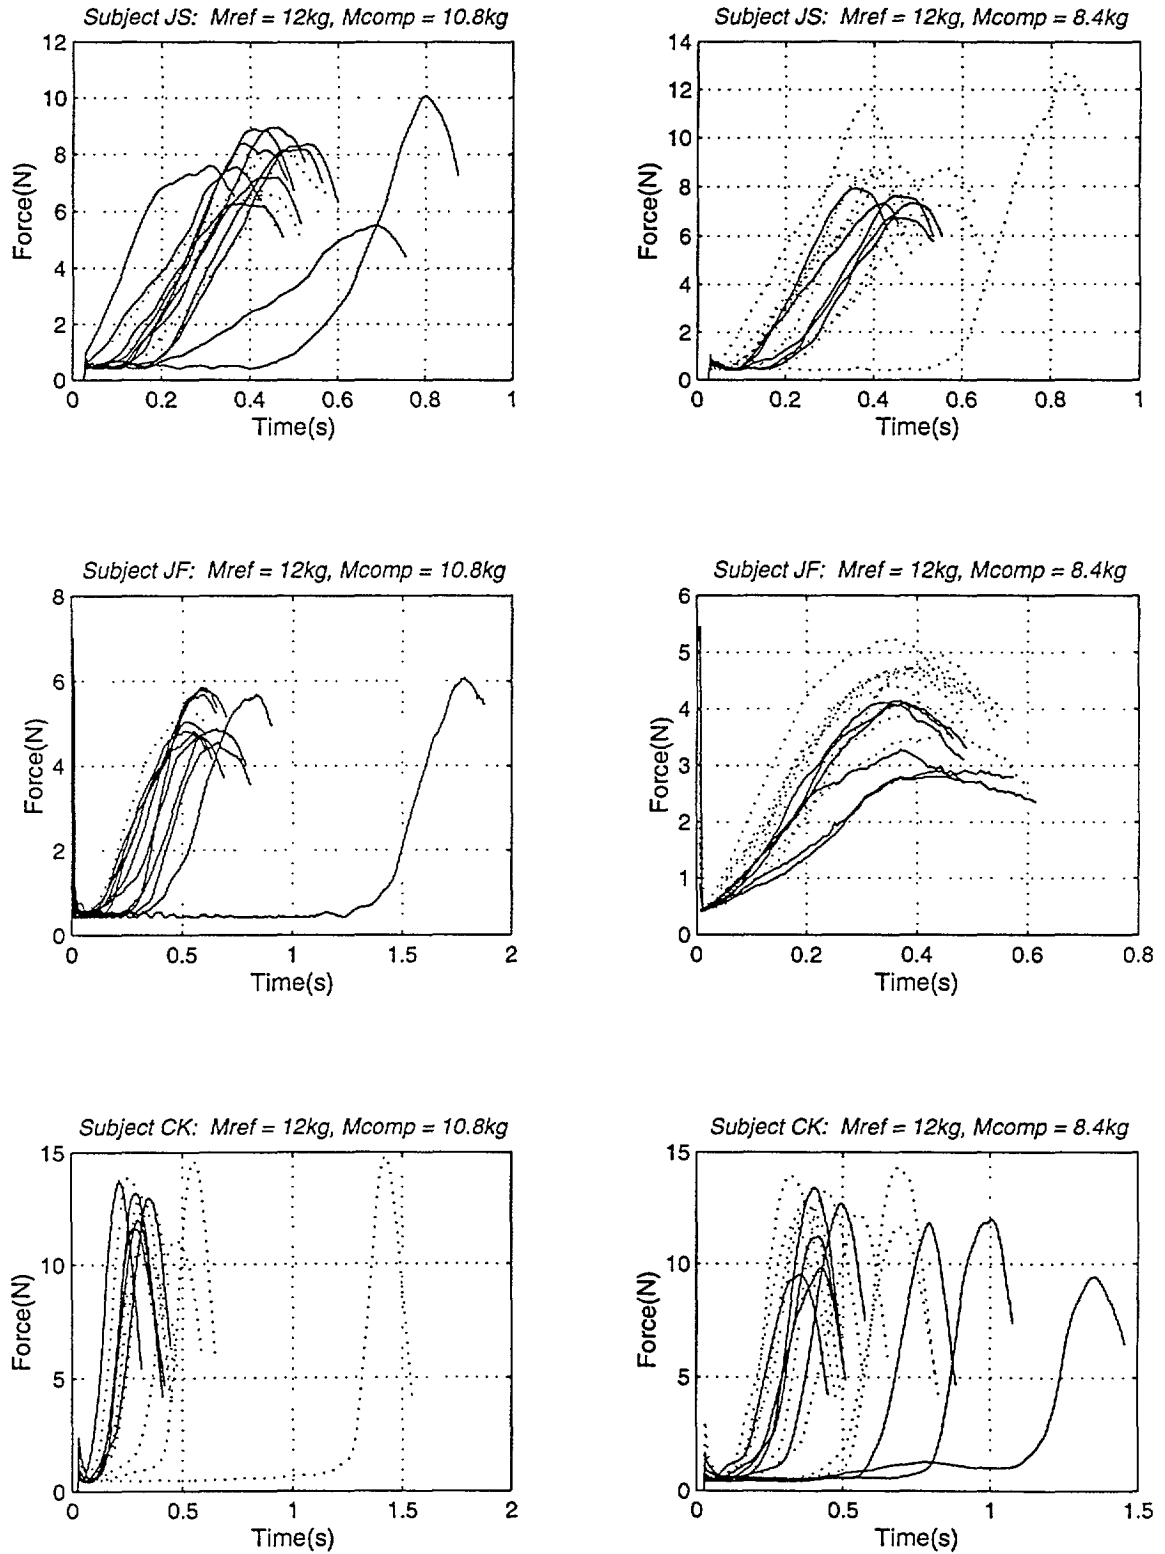 Subject JS: Mref = 12kg, Mcomp = 10.8kg
12
10
8
6
4
2
0
Force(N)
0 0.2 0.4 0.6 0.8 1
Time(s)
Subject JS: Mref = 12kg, Mcomp = 8.4kg
14
12
10
8
6
4
2
0
Force(N)
0 0.2 0.4 0.6 0.8 1
Time(s)
Subject JF: Mref = 12kg, Mcomp = 10.8kg
8
6
4
2
0
Force(N)
0 0.5 1 1.5 2
Time(s)
Subject JF: Mref = 12kg, Mcomp = 8.4kg
6
5
4
3
2
1
0
Force(N)
0 0.2 0.4 0.6 0.8
Time(s)
Subject CK: Mref = 12kg, Mcomp = 10.8kg
15
10
5
0
Force(N)
0 0.5 1 1.5 2
Time(s)
Subject CK: Mref = 12kg, Mcomp = 8.4kg
15
10
5
0
Force(N)
0 0.5 1 1.5
Time(s)